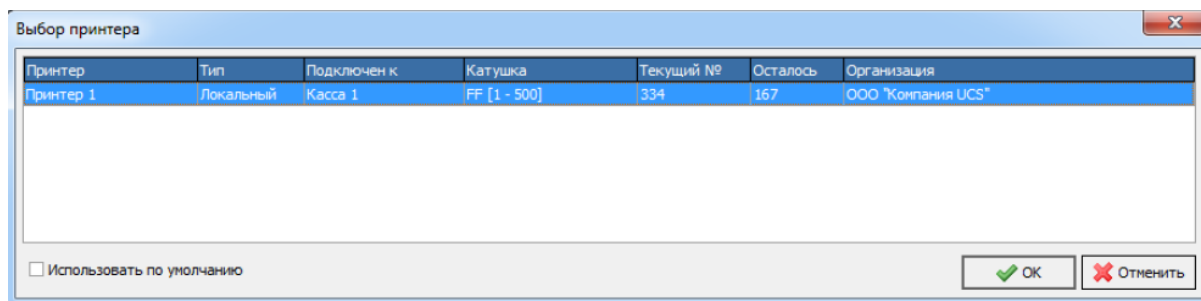 Выбор принтера
Принтер Тип Подключен к Катушка Текущий № Осталось Организация
Принтер 1 Локальный Касса 1 FF [1 - 500] 334 167 ООО "Компания UCS"
Использовать по умолчанию OK Отменить